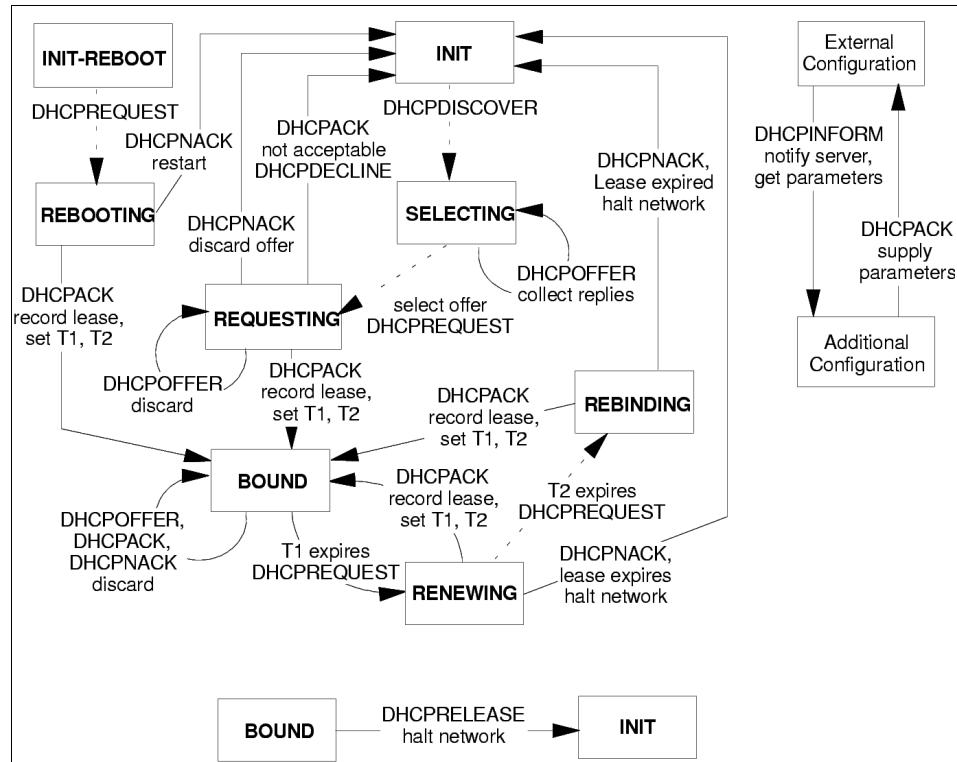 INIT-REBOOT
INIT
External
Configuration
DHCPREQUEST
DHCPNACK
restart
DHCPACK
not acceptable
DHCPDECLINE
DHCPDISCOVER
DHCPNACK,
Lease expired
halt network
DHCPINFORM
notify server,
get parameters
REBOOTING
SELECTING
DHCPNACK
discard offer
DHCPOFFER
collect replies
DHCPACK
supply
parameters
DHCPACK
record lease,
set T1, T2
REQUESTING
select offer
DHCPREQUEST
Additional
Configuration
DHCPOFFER
discard
DHCPACK
record lease,
set T1, T2
DHCPACK
record lease,
set T1, T2
REBINDING
BOUND
DHCPACK
record lease,
set T1, T2
T2 expires
DHCPREQUEST
DHCPOFFER,
DHCPACK,
DHCPNACK
discard
T1 expires
DHCPREQUEST
RENEWING
DHCPNACK,
lease expires
halt network
BOUND
DHCPRELEASE
halt network
INIT